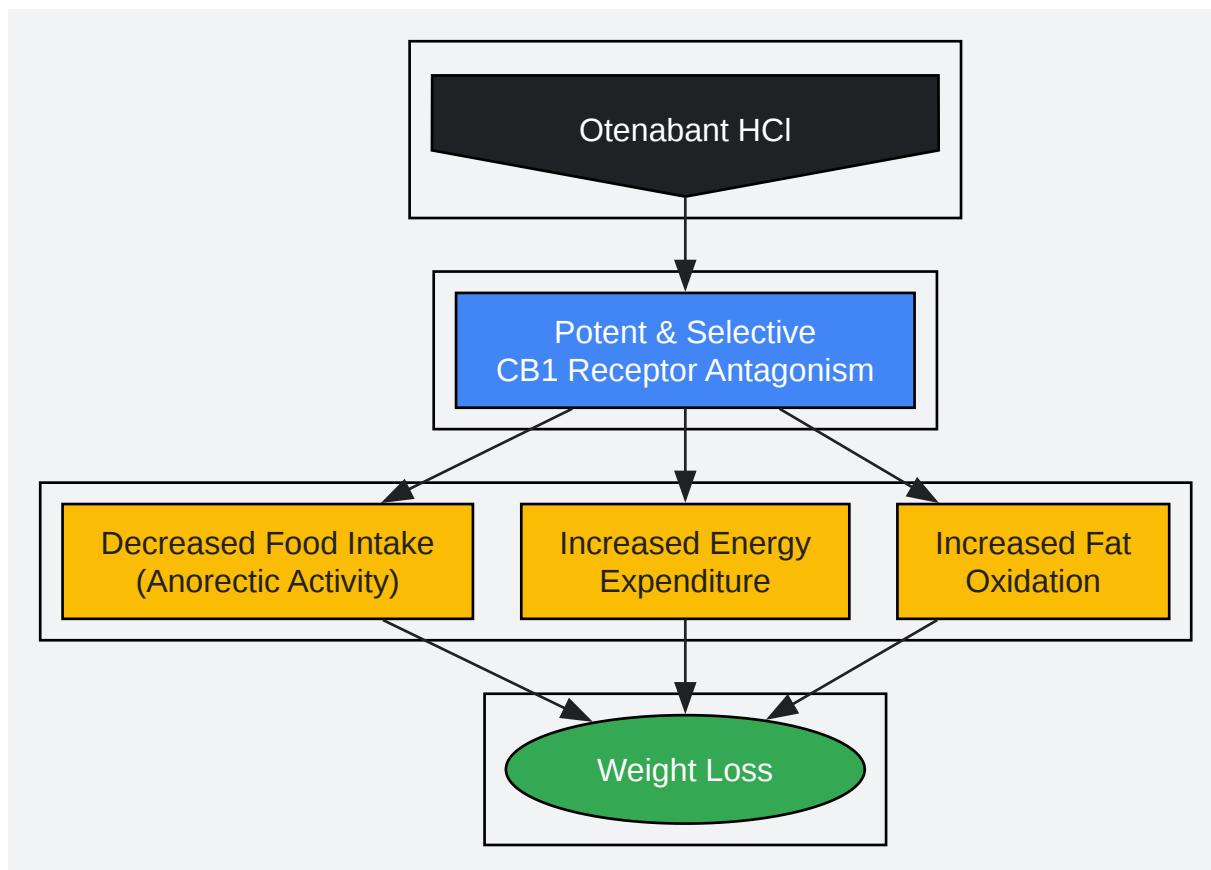 Otenabant HCl
Potent & Selective
CB1 Receptor Antagonism
Decreased Food Intake
(Anorectic Activity)
Increased Energy
Expenditure
Increased Fat
Oxidation
Weight Loss